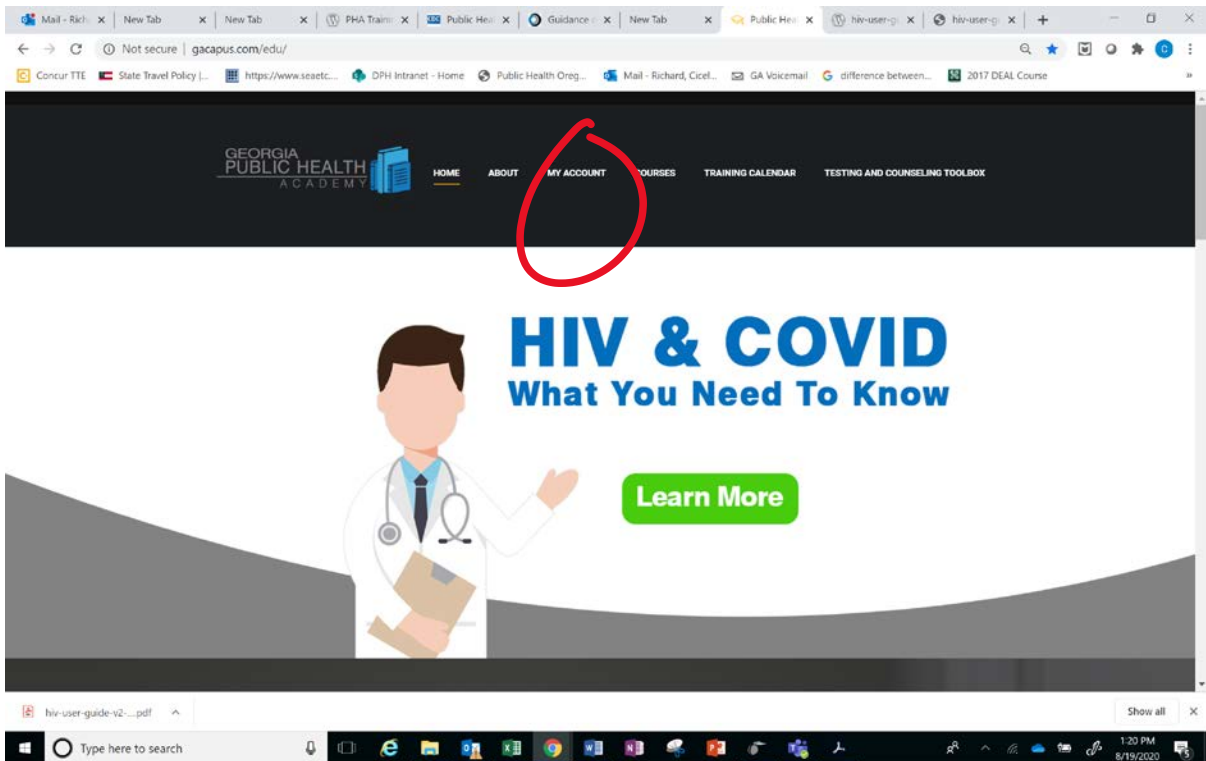 Mail - Rich
New Tab
New Tab
PHA Traini
Public Hea
Guidance
New Tab
Public Hea
hiv-user-g
hiv-user-g
Not secure | gacapus.com/edu/
Concur TTE
State Travel Policy |...
https://www.seaetc...
DPH Intranet - Home
Public Health Oreg...
Mail - Richard, Cicel...
GA Voicemail
difference between...
2017 DEAL Course
GEORGIA
PUBLIC HEALTH
ACADEMY
HOME
ABOUT
MY ACCOUNT
COURSES
TRAINING CALENDAR
TESTING AND COUNSELING TOOLBOX
HIV & COVID
What You Need To Know
Learn More
hiv-user-guide-v2-....pdf
Show all
Type here to search
1:20 PM
8/19/2020